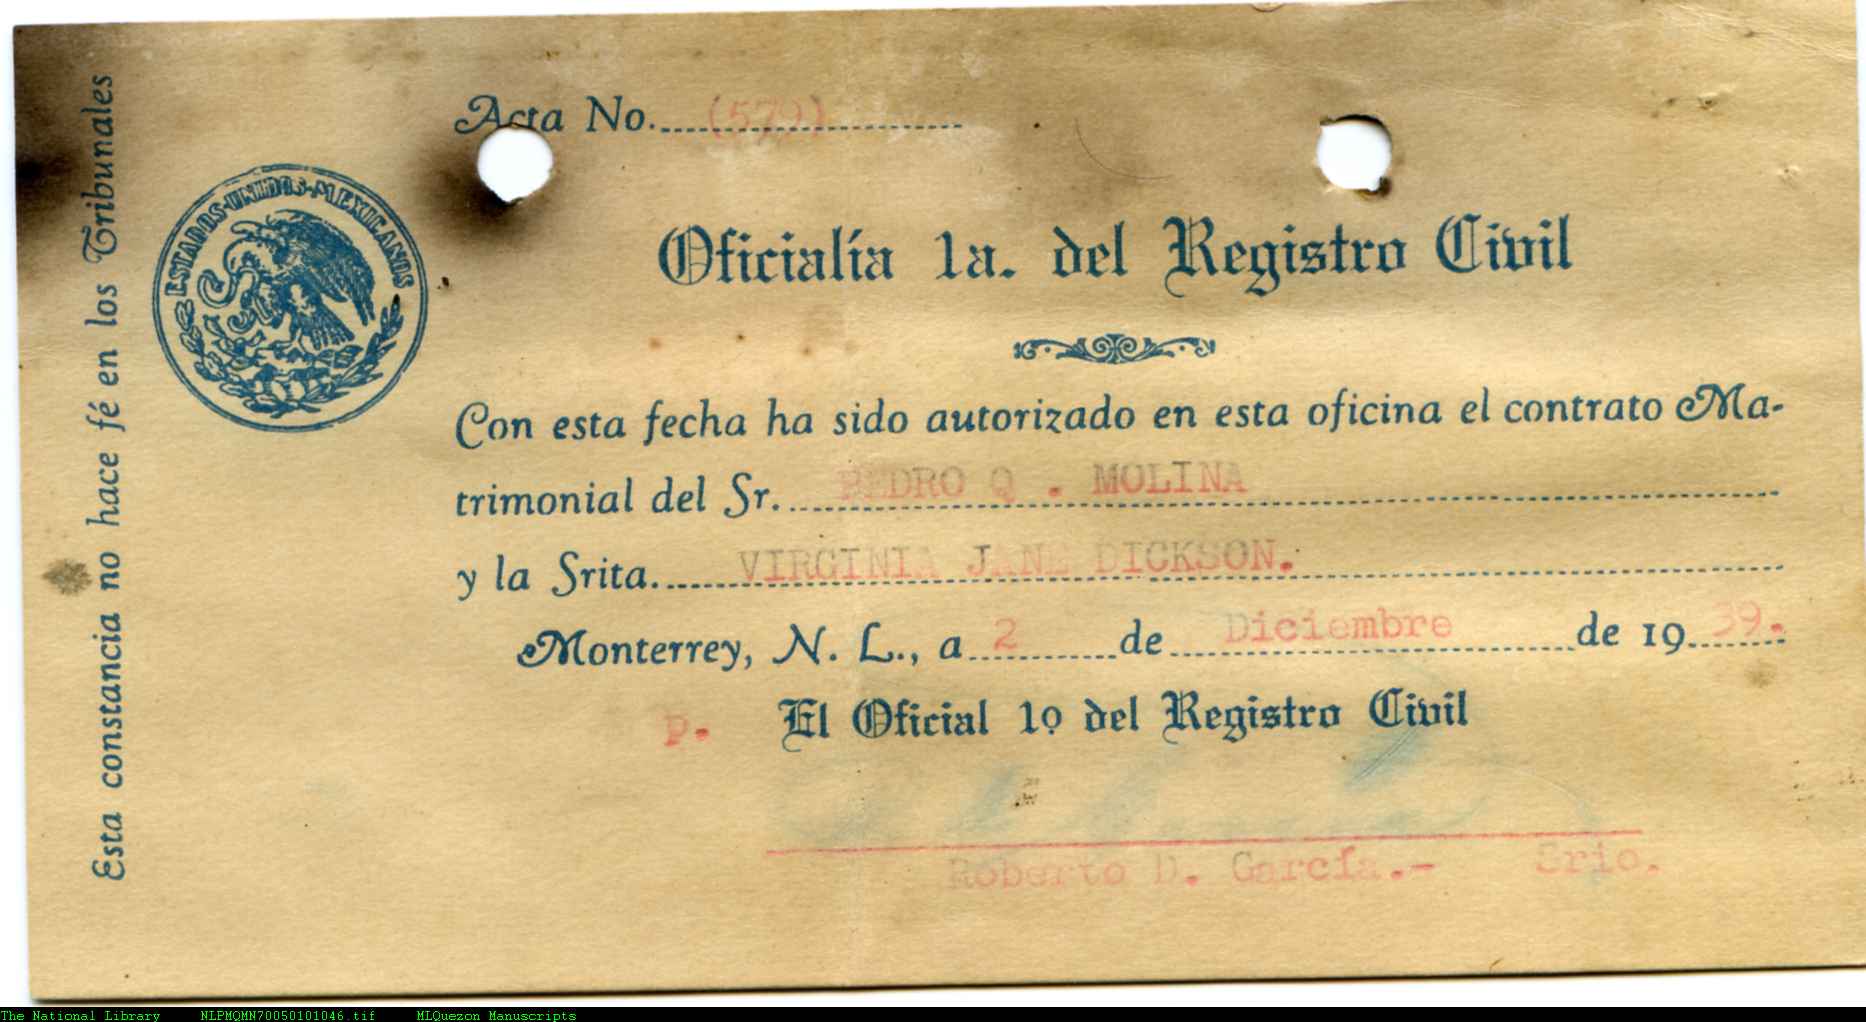 Acta No. (579)
ESTADOS·UNIDOS·MEXICANOS
Esta constancia no hace fé en los Tribunales
Oficialía 1a. del Registro Civil
Con esta fecha ha sido autorizado en esta oficina el contrato Ma-
trimonial del Sr. PEDRO Q . MOLINA
y la Srita. VIRGINIA JANE DICKSON.
Monterrey, N. L., a 2 de Diciembre de 19 39.
p. El Oficial 1o del Registro Civil
Roberto D. García.- Srio.
The National Library NLPMQMN70050101046.tif MLQuezon Manuscripts